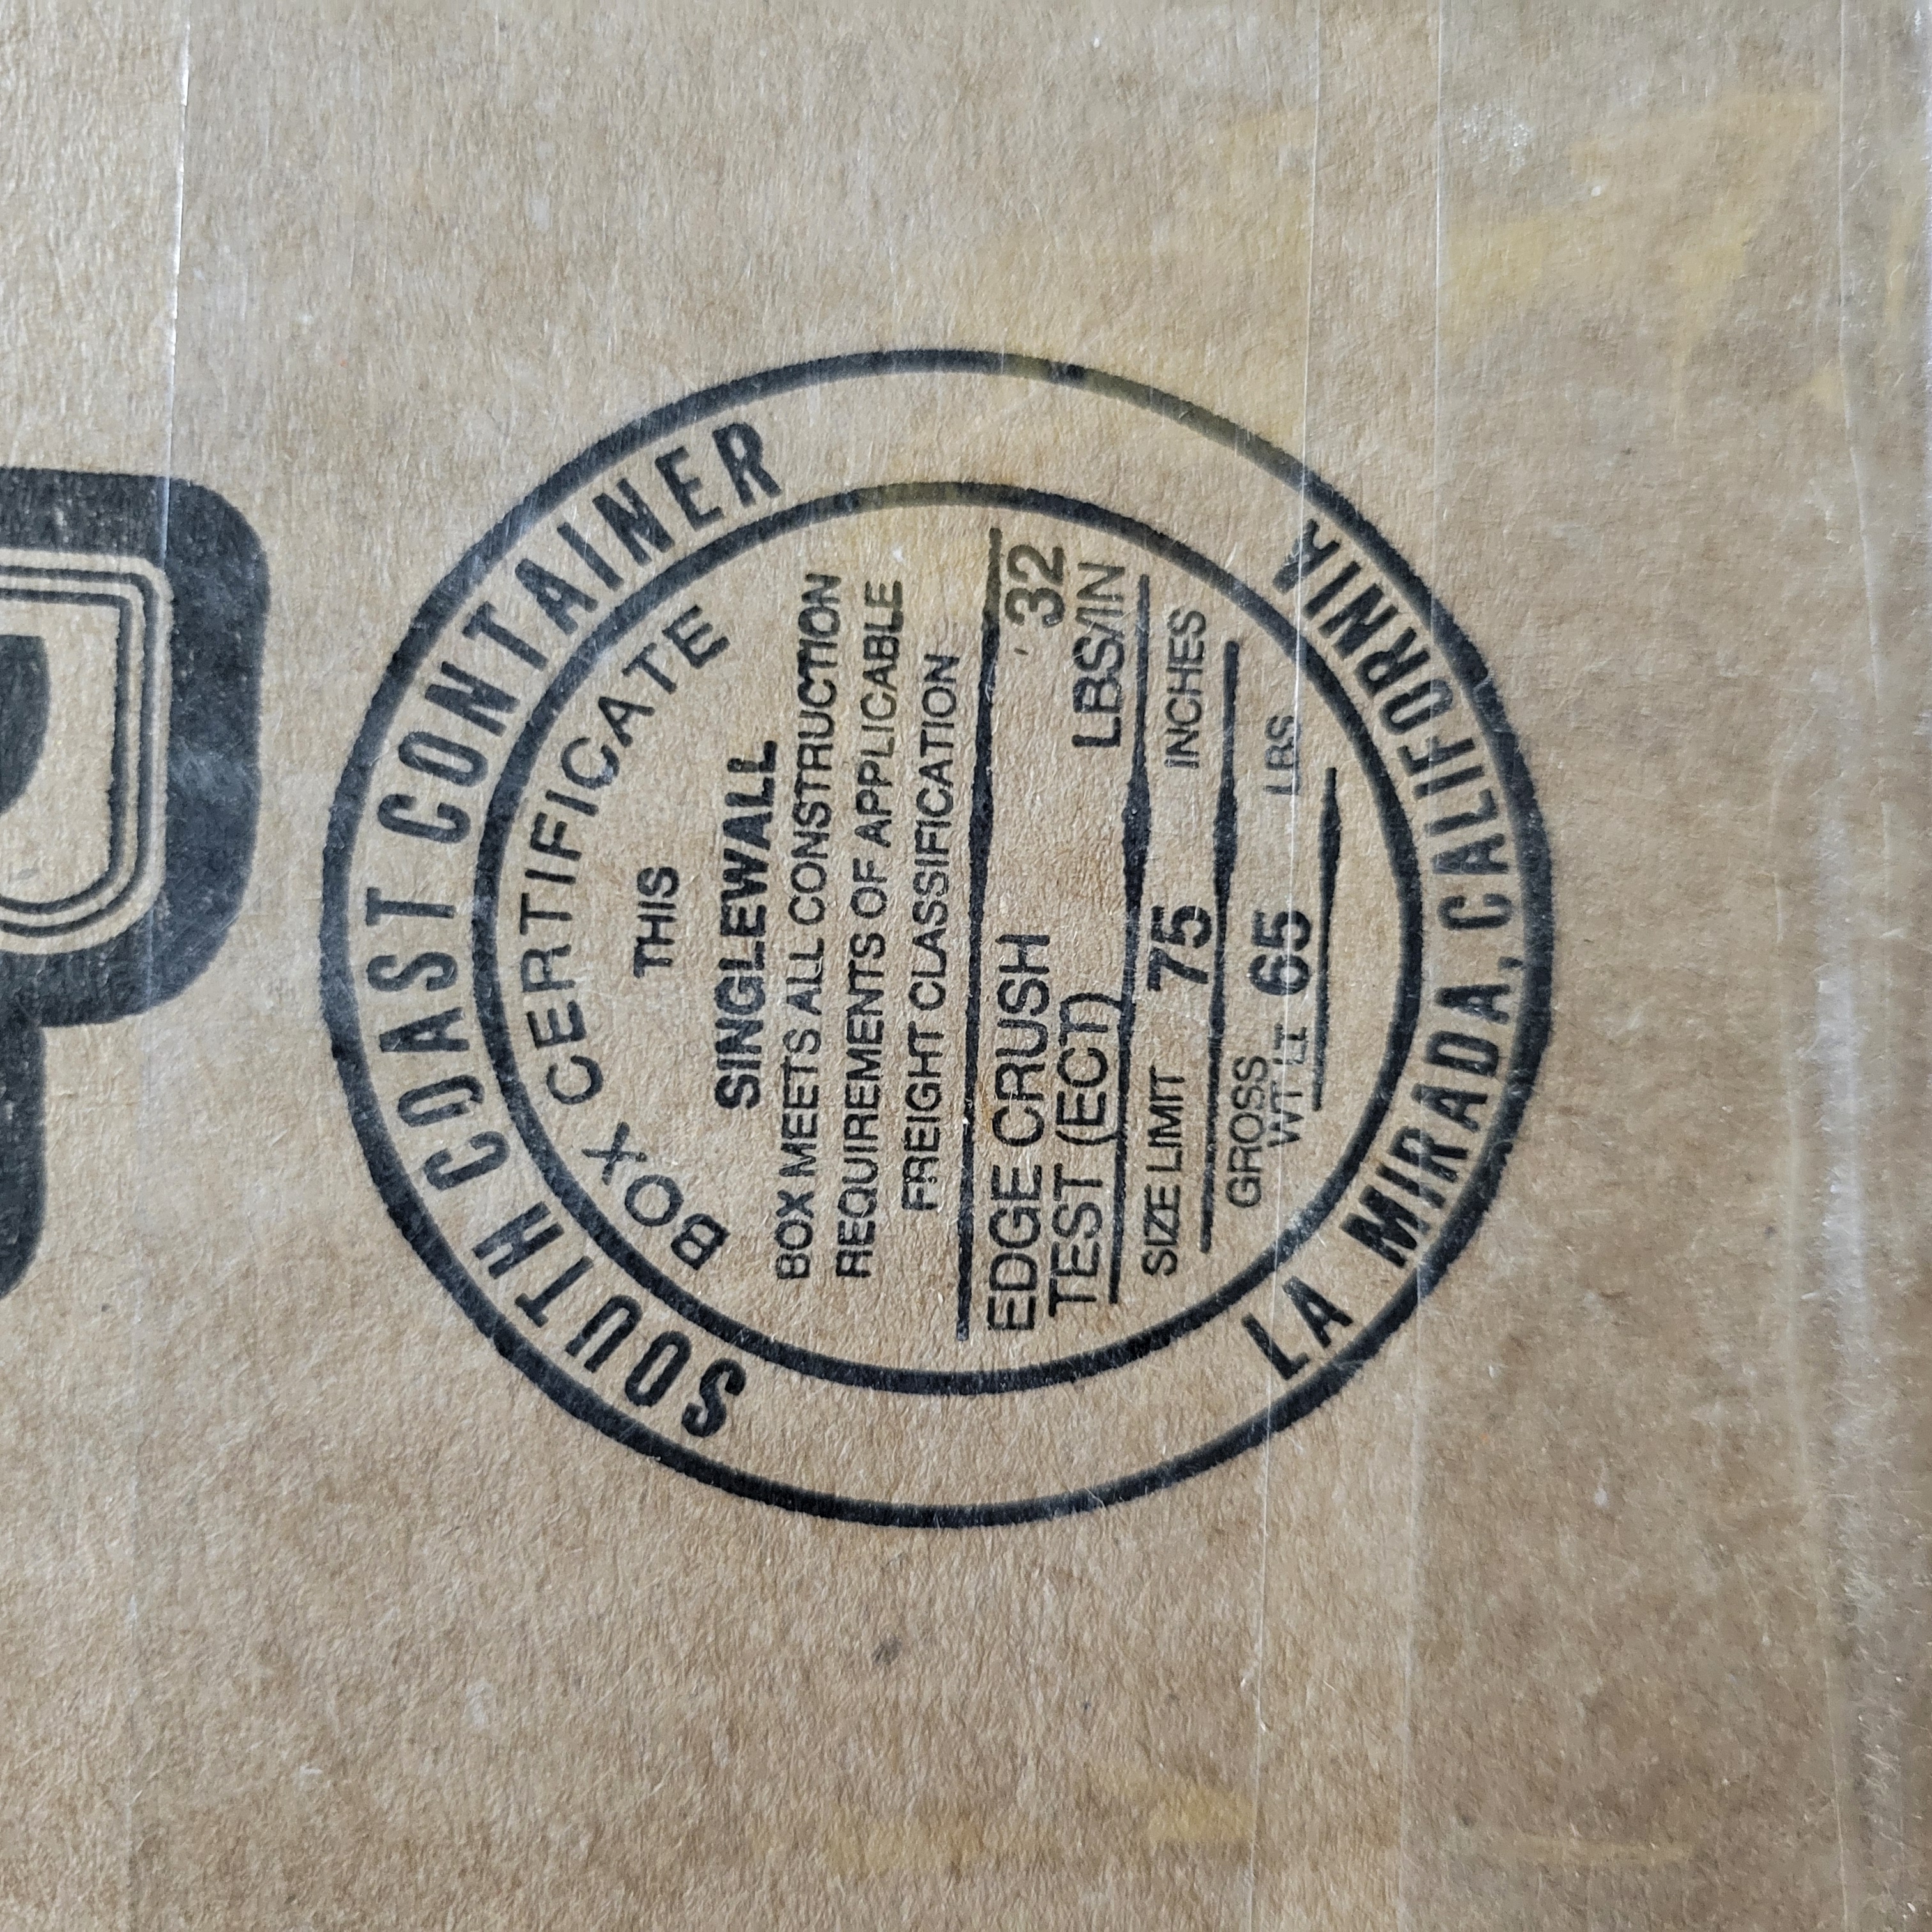 SOUTH COAST CONTAINER
BOX CERTIFICATE
THIS
SINGLEWALL
BOX MEETS ALL CONSTRUCTION
REQUIREMENTS OF APPLICABLE
FREIGHT CLASSIFICATION
EDGE CRUSH 32
TEST (ECT) LBS/IN
SIZE LIMIT 75 INCHES
GROSS
WT LT 65 LBS
LA MIRADA, CALIFORNIA